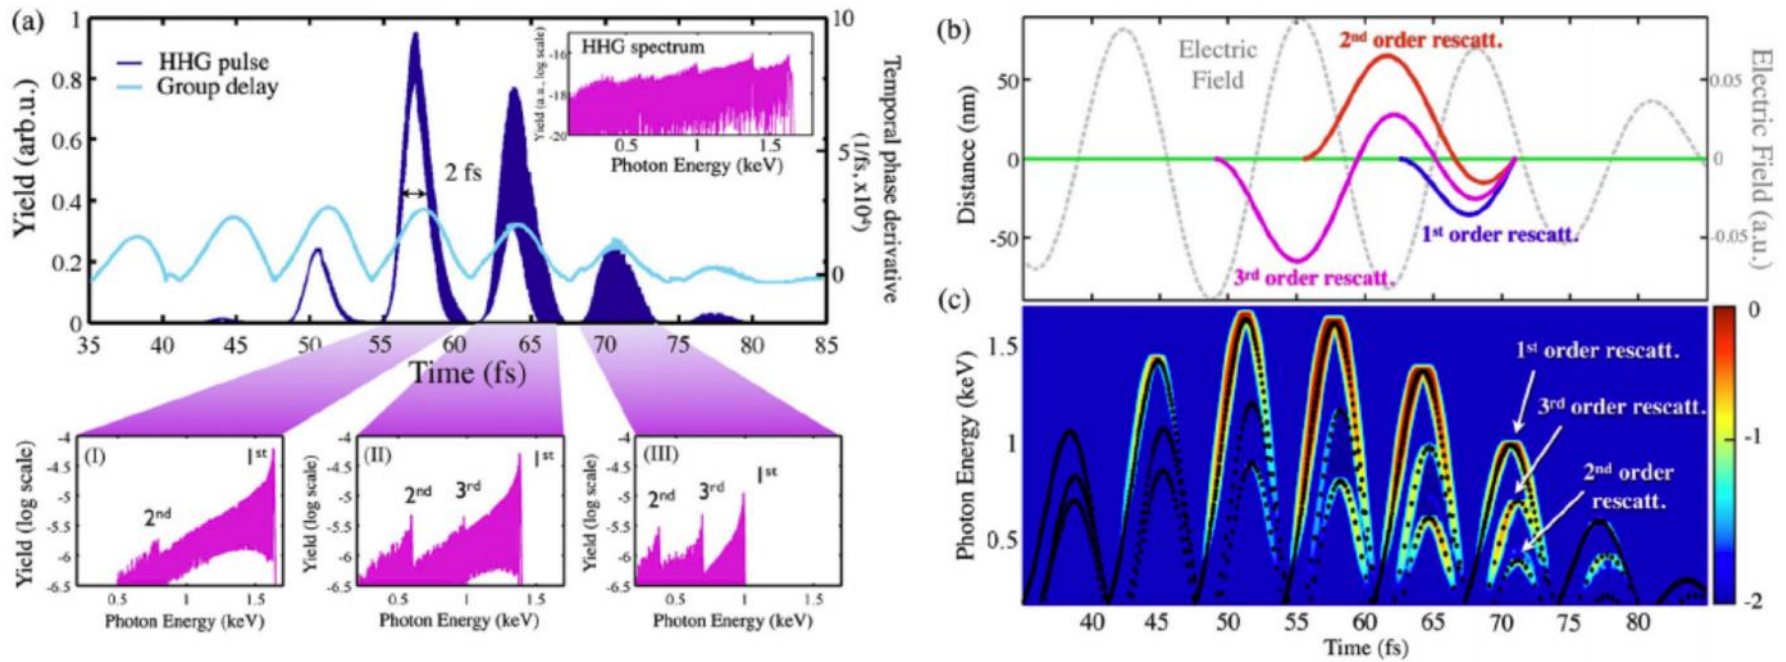 (a)
1
0.8
0.6
0.4
0.2
0
Yield (arb.u.)
HHG pulse
Group delay
2 fs
10
5
0
Temporal phase derivative
(1/fs, x10⁴)
HHG spectrum
-16
-18
-20
Yield (a.u., log scale)
0.5 1 1.5
Photon Energy (keV)
35 40 45 50 55 60 65 70 75 80 85
Time (fs)
(I)
2nd
1st
-4
-4.5
-5
-5.5
-6
-6.5
Yield (log scale)
0.5 1 1.5
Photon Energy (keV)
(II)
2nd 3rd
1st
-4
-4.5
-5
-5.5
-6
-6.5
Yield (log scale)
0.5 1 1.5
Photon Energy (keV)
(III)
2nd 3rd
1st
-4
-4.5
-5
-5.5
-6
-6.5
Yield (log scale)
0.5 1 1.5
Photon Energy (keV)
(b)
50
0
-50
Distance (nm)
Electric
Field
2nd order rescatt.
1st order rescatt.
3rd order rescatt.
0.05
0
-0.05
Electric Field (a.u.)
(c)
1.5
1
0.5
Photon Energy (keV)
1st order rescatt.
3rd order rescatt.
2nd order
rescatt.
0
-1
-2
40 45 50 55 60 65 70 75 80
Time (fs)